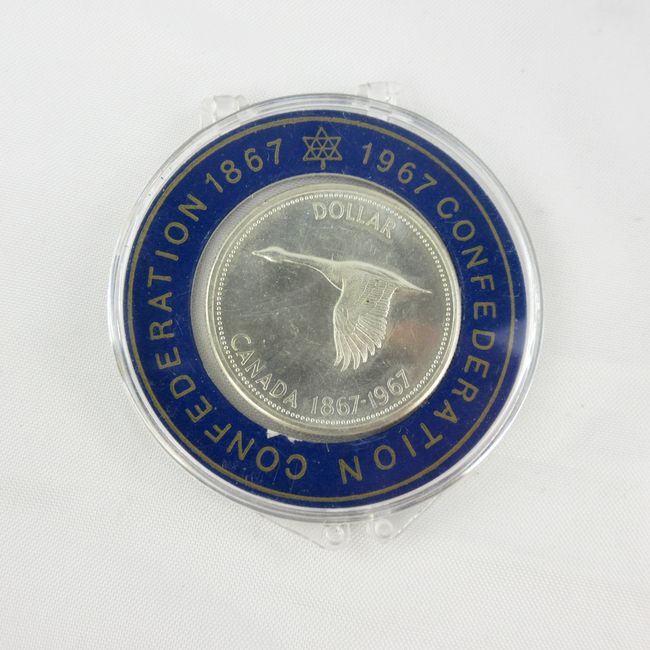 CONFEDERATION 1867 1967 CONFEDERATION
DOLLAR
CANADA 1867-1967